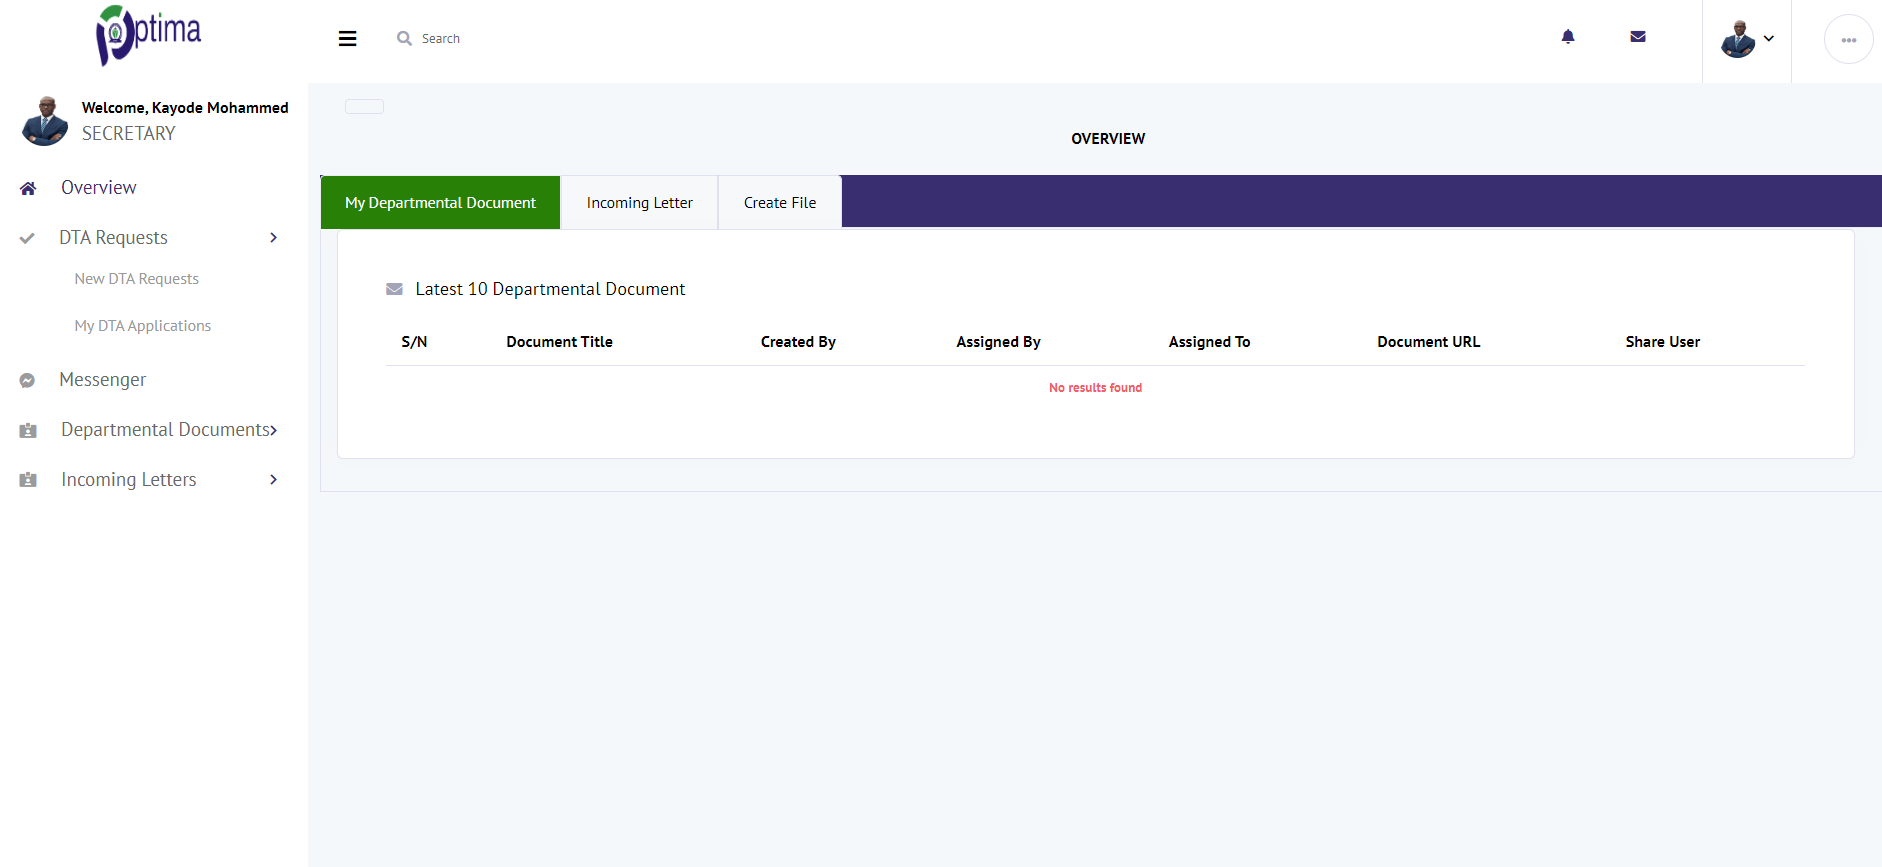 Optima
Search
Welcome, Kayode Mohammed
SECRETARY
Overview
DTA Requests
New DTA Requests
My DTA Applications
Messenger
Departmental Documents
Incoming Letters
OVERVIEW
My Departmental Document Incoming Letter Create File
Latest 10 Departmental Document
S/N Document Title Created By Assigned By Assigned To Document URL Share User
No results found